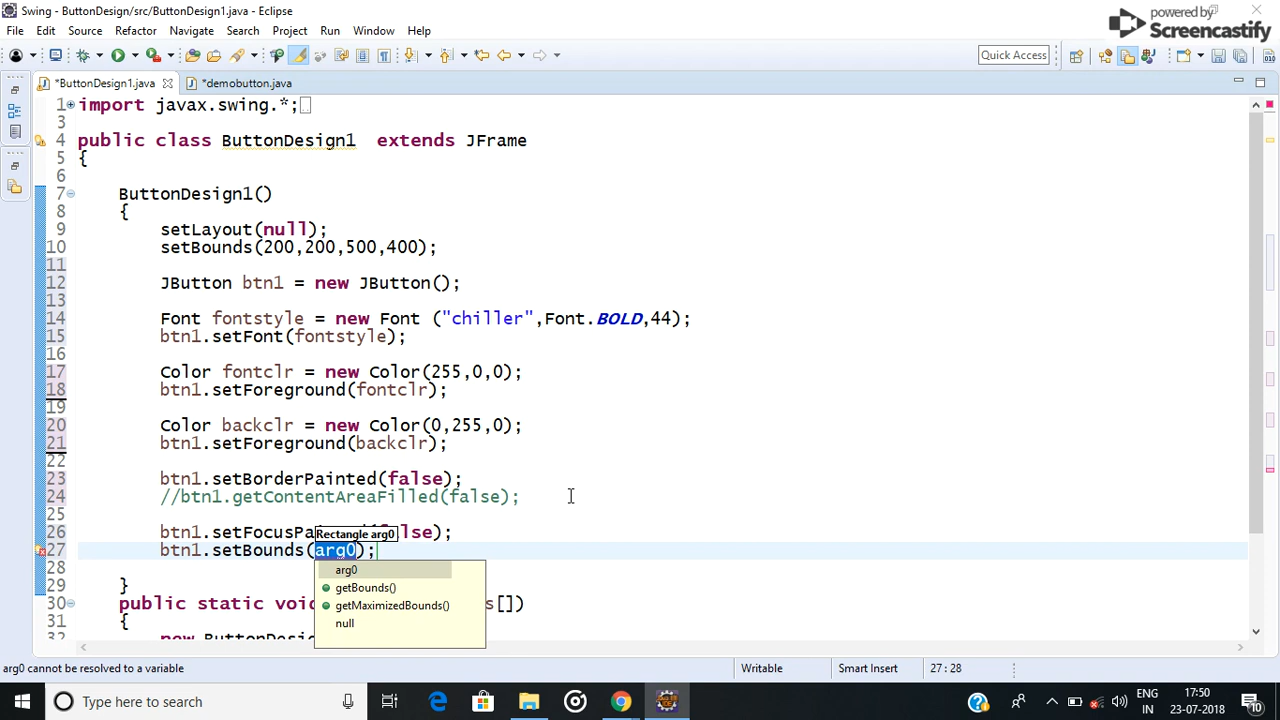 Swing - ButtonDesign1/src/ButtonDesign1.java - Eclipse
powered by
Screencastify
File Edit Source Refactor Navigate Search Project Run Window Help
Quick Access
*ButtonDesign1.java *demobutton.java
1 import javax.swing.*;
3
4 public class ButtonDesign1 extends JFrame
5 {
6
7 ButtonDesign1()
8 {
9 setLayout(null);
10 setBounds(200,200,500,400);
11
12 JButton btn1 = new JButton();
13
14 Font fontstyle = new Font ("chiller",Font.BOLD,44);
15 btn1.setFont(fontstyle);
16
17 Color fontclr = new Color(255,0,0);
18 btn1.setForeground(fontclr);
19
20 Color backclr = new Color(0,255,0);
21 btn1.setForeground(backclr);
22
23 btn1.setBorderPainted(false);
24 //btn1.getContentAreaFilled(false);
26 btn1.setFocusPa false);
Rectangle arg0
27 btn1.setBounds(arg0);
28
arg0
29 }
getBounds()
30 public static void s[])
getMaximizedBounds()
31 {
null
32
arg0 cannot be resolved to a variable
Writable
Smart Insert
27 : 28
Type here to search
ENG
IN
17:50
23-07-2018
10